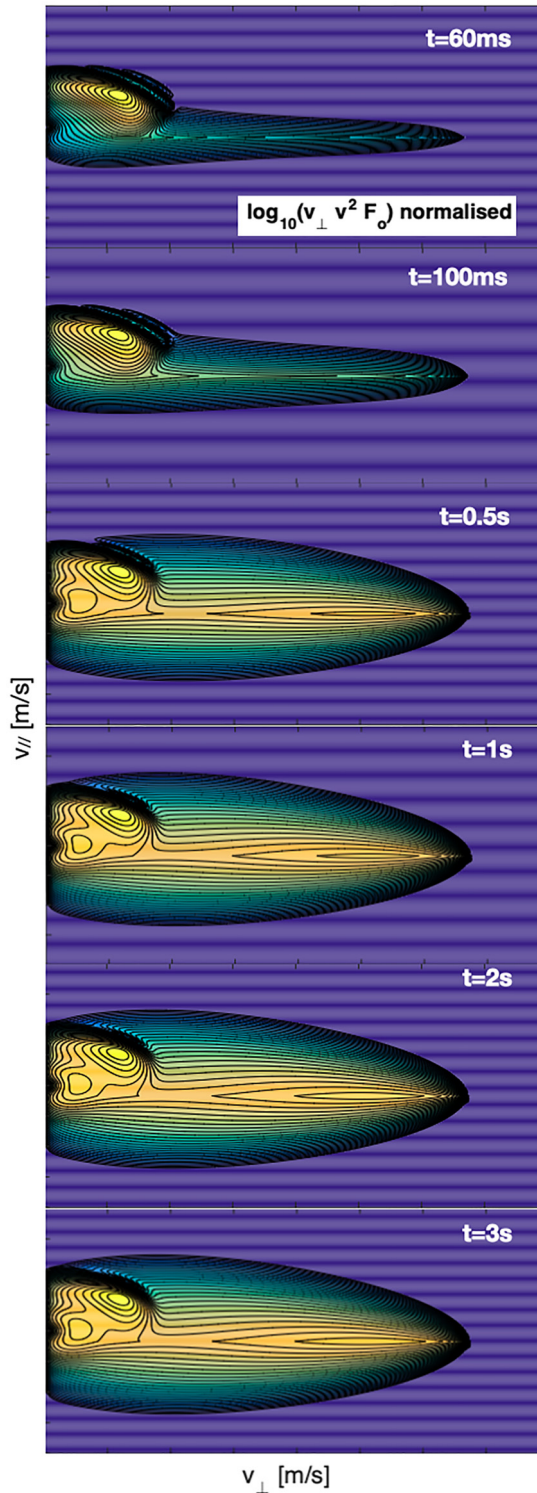 t=60ms
log₁₀(v⊥ v² Fₒ) normalised
t=100ms
t=0.5s
t=1s
v// [m/s]
t=2s
t=3s
v⊥ [m/s]